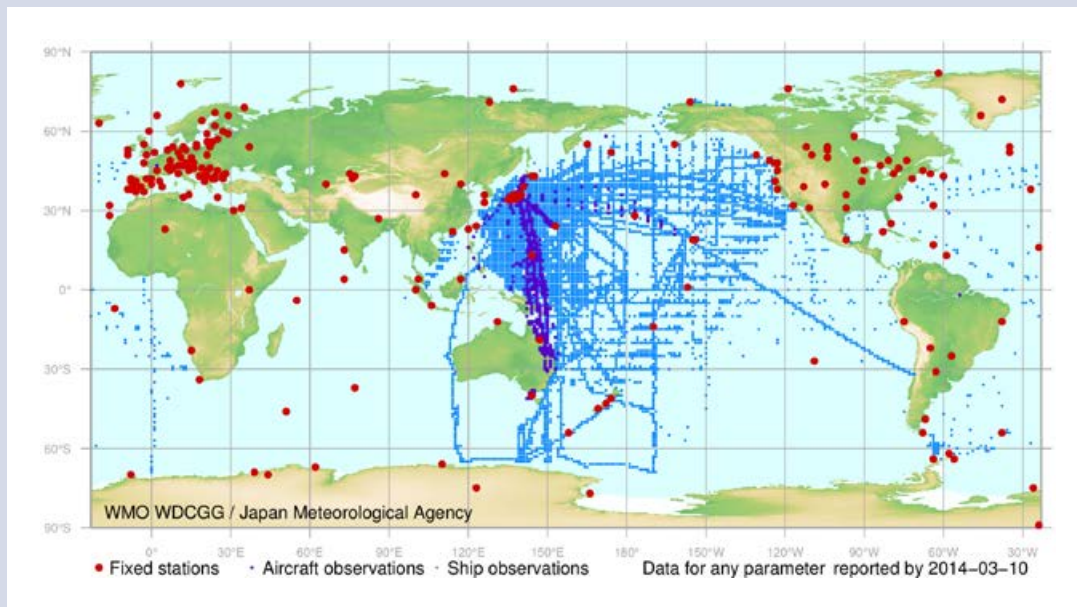 90°N
60°N
30°N
0°
30°S
60°S
90°S
WMO WDCGG / Japan Meteorological Agency
0° 30°E 60°E 90°E 120°E 150°E 180° 150°W 120°W 90°W 60°W 30°W
Fixed stations Aircraft observations Ship observations Data for any parameter reported by 2014-03-10